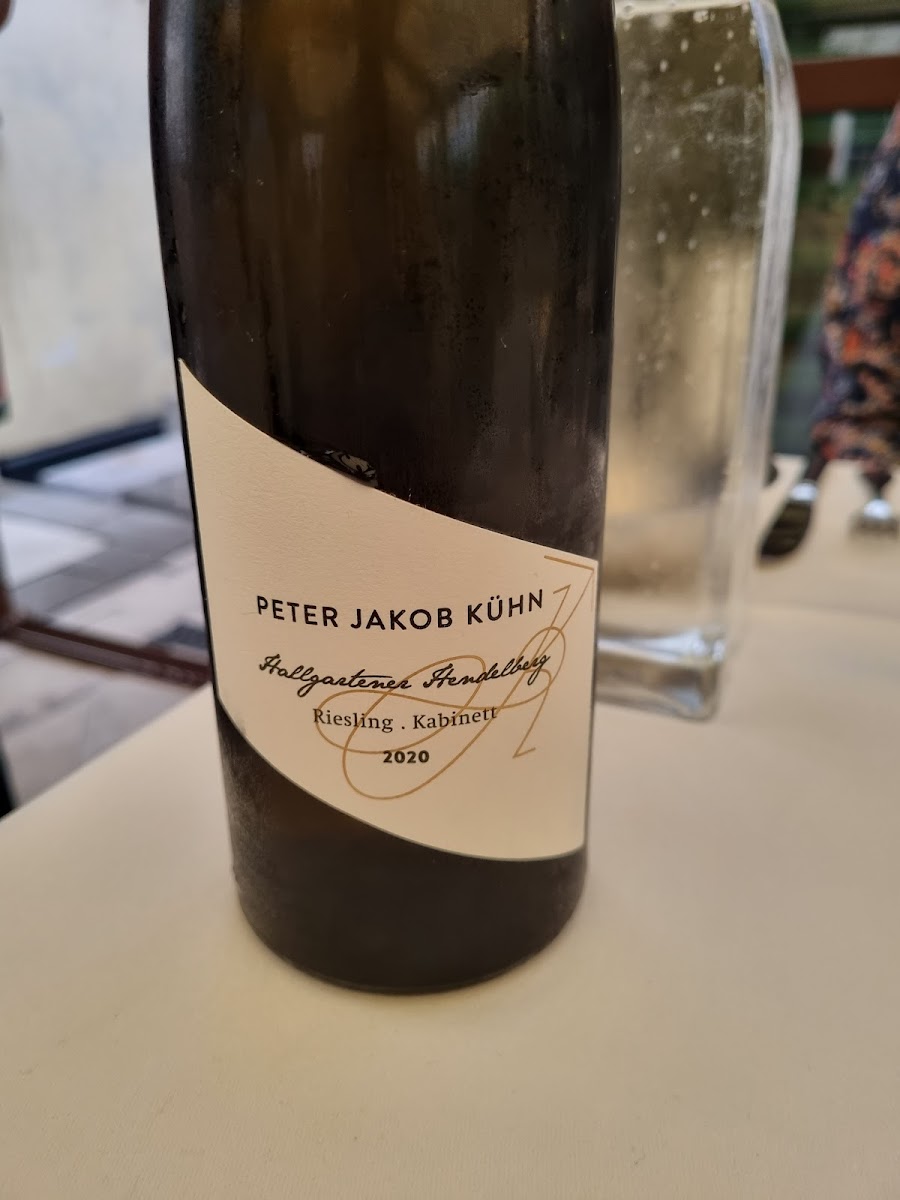 PETER JAKOB KÜHN
Hallgartener Hendelberg
Riesling . Kabinett
2020